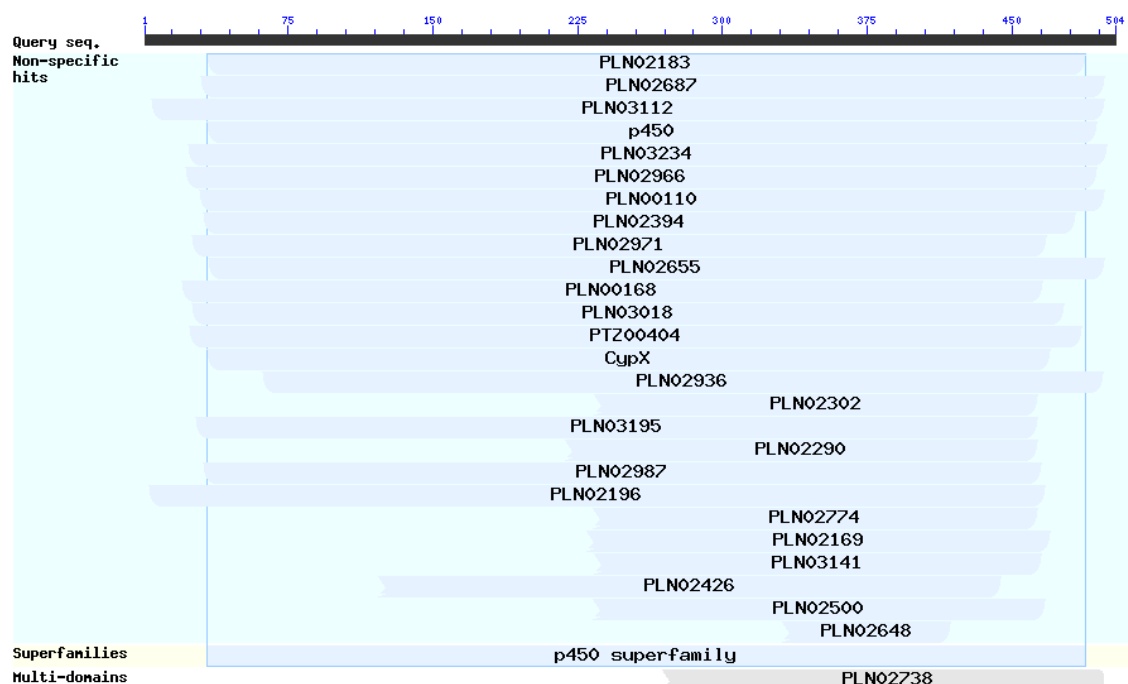 1 75 150 225 300 375 450 504
Query seq.
Non-specific
hits
PLN02183
PLN02687
PLN03112
p450
PLN03234
PLN02966
PLN00110
PLN02394
PLN02971
PLN02655
PLN00168
PLN03018
PTZ00404
CypX
PLN02936
PLN02302
PLN03195
PLN02290
PLN02987
PLN02196
PLN02774
PLN02169
PLN03141
PLN02426
PLN02500
PLN02648
Superfamilies
p450 superfamily
Multi-domains
PLN02738